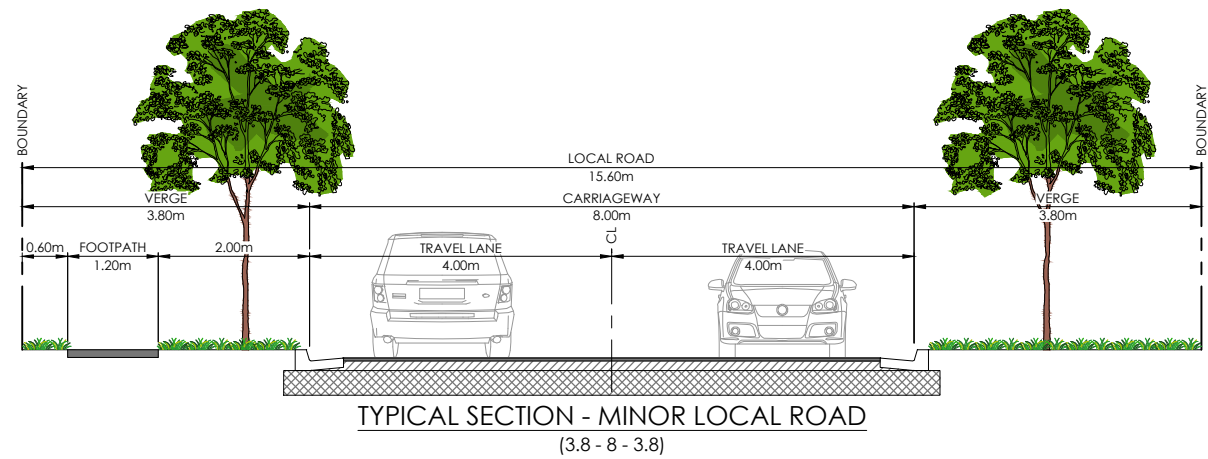 BOUNDARY
BOUNDARY
LOCAL ROAD
15.60m
VERGE
3.80m
CARRIAGEWAY
8.00m
VERGE
3.80m
CL
0.60m
FOOTPATH
1.20m
2.00m
TRAVEL LANE
4.00m
TRAVEL LANE
4.00m
TYPICAL SECTION - MINOR LOCAL ROAD
(3.8 - 8 - 3.8)